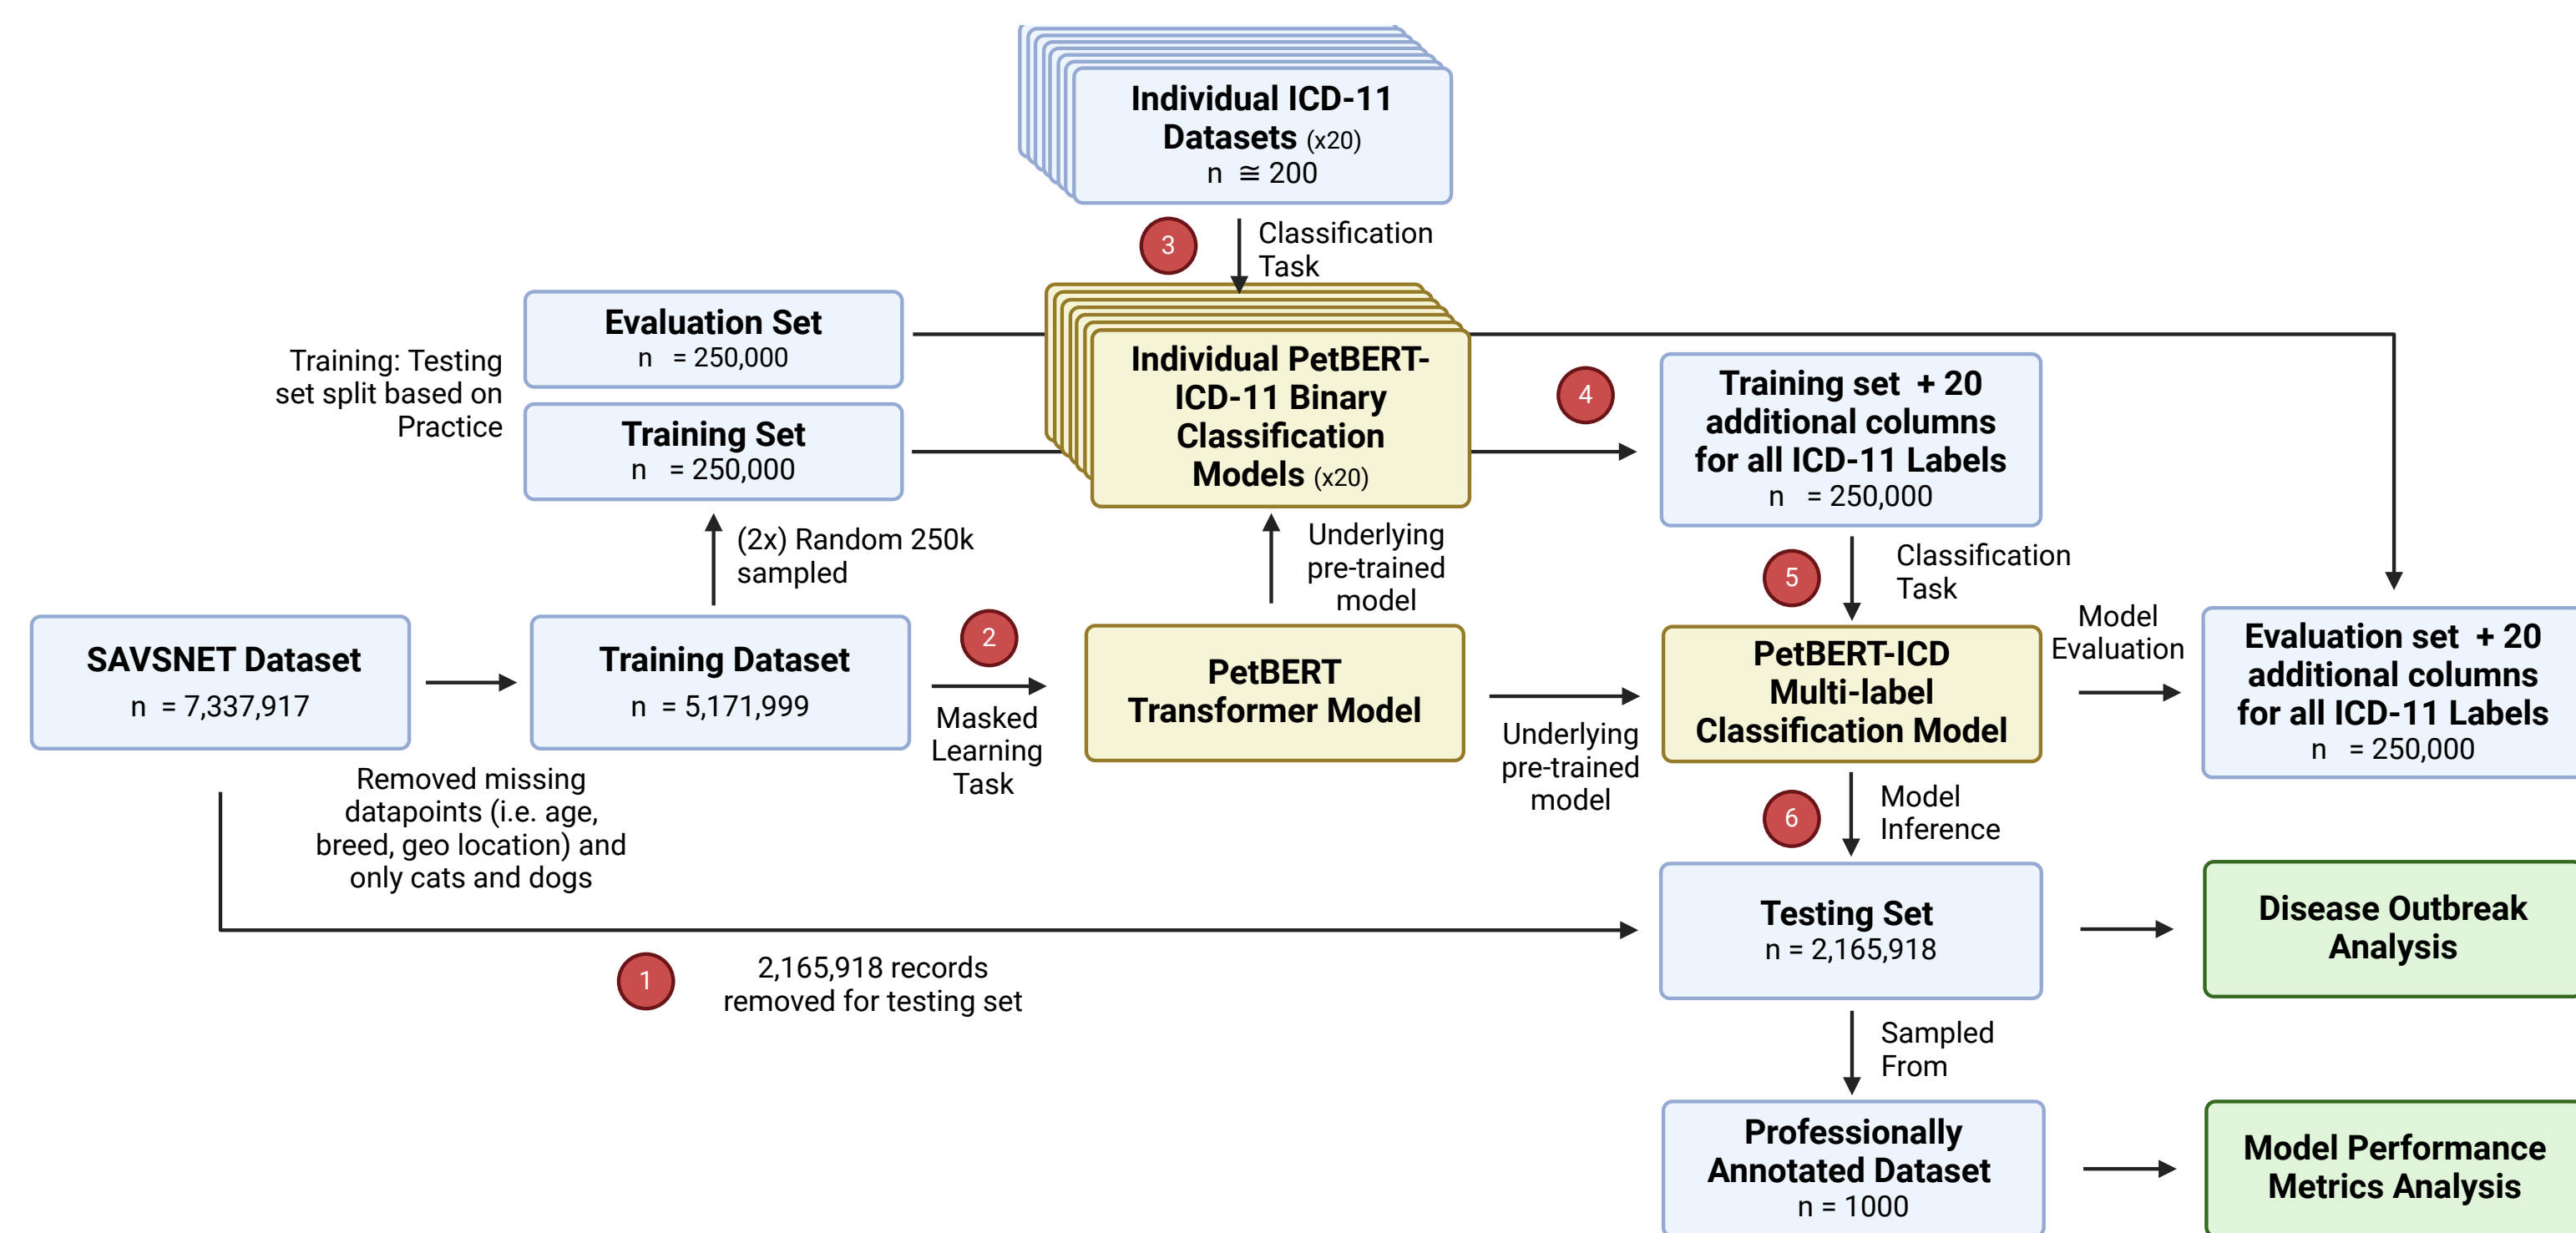 Individual ICD-11
Datasets (x20)
n ≅ 200
3
Classification
Task
Evaluation Set
n = 250,000
Training: Testing
set split based on
Practice
Training Set
n = 250,000
Individual PetBERT-
ICD-11 Binary
Classification
Models (x20)
4
Training set + 20
additional columns
for all ICD-11 Labels
n = 250,000
(2x) Random 250k
sampled
Underlying
pre-trained
model
5
Classification
Task
SAVSNET Dataset
n = 7,337,917
Training Dataset
n = 5,171,999
2
Masked
Learning
Task
PetBERT
Transformer Model
Underlying
pre-trained
model
PetBERT-ICD
Multi-label
Classification Model
Model
Evaluation
Evaluation set + 20
additional columns
for all ICD-11 Labels
n = 250,000
Removed missing
datapoints (i.e. age,
breed, geo location) and
only cats and dogs
6
Model
Inference
1
2,165,918 records
removed for testing set
Testing Set
n = 2,165,918
Disease Outbreak
Analysis
Sampled
From
Professionally
Annotated Dataset
n = 1000
Model Performance
Metrics Analysis